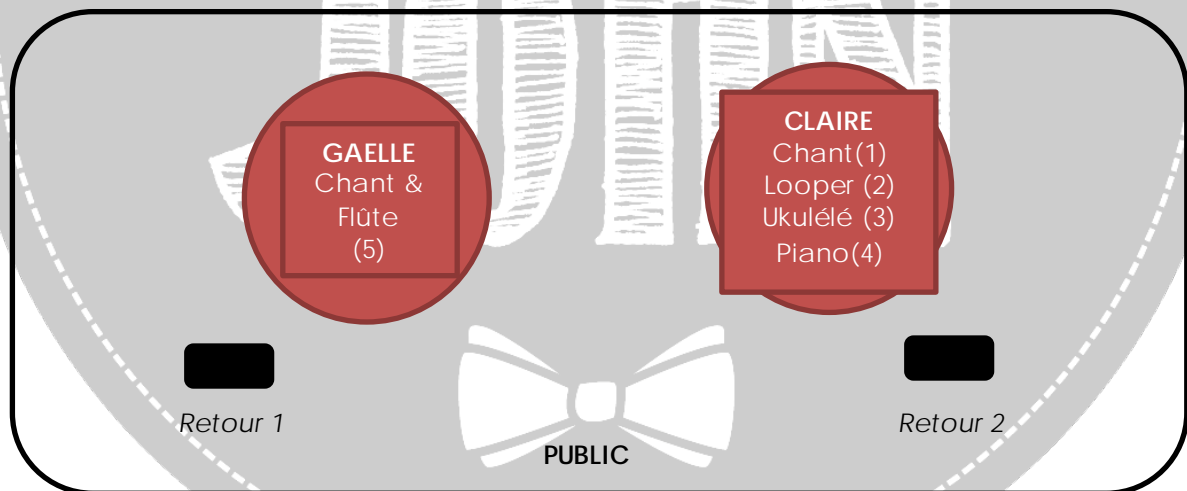 GAELLE
Chant &
Flûte
(5)
CLAIRE
Chant(1)
Looper (2)
Ukulélé (3)
Piano(4)
Retour 1
Retour 2
PUBLIC